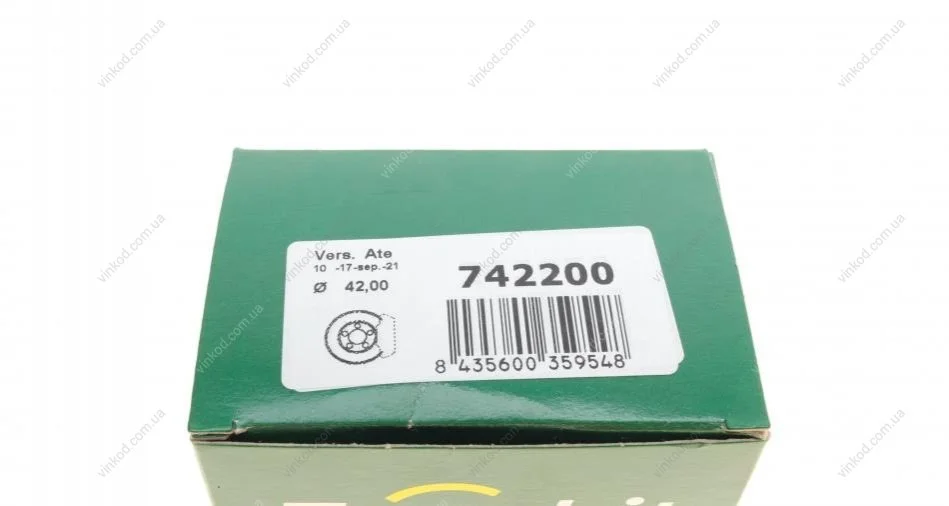 vinkod.com.ua
Vers. Ate
10 -17-sep.-21
Ø 42,00
742200
8 435600 359548